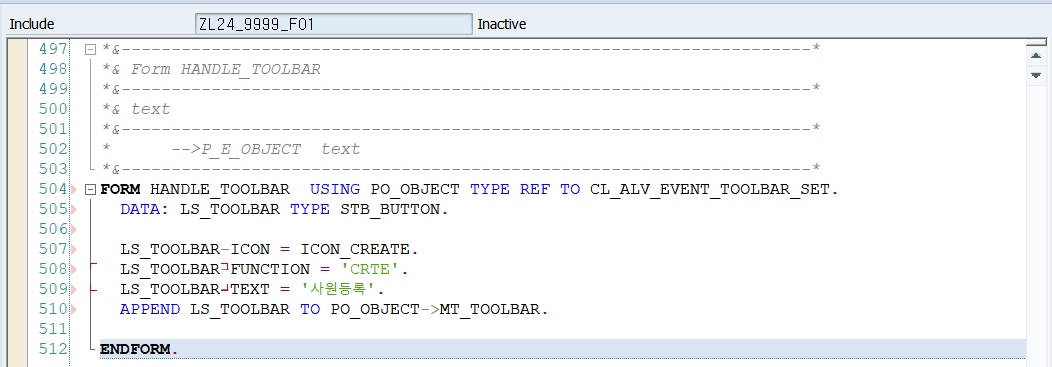 Include ZL24_9999_F01 Inactive
497 *&---------------------------------------------------------------------*
498 *& Form HANDLE_TOOLBAR
499 *&---------------------------------------------------------------------*
500 *& text
501 *&---------------------------------------------------------------------*
502 *      -->P_E_OBJECT  text
503 *&---------------------------------------------------------------------*
504 FORM HANDLE_TOOLBAR  USING PO_OBJECT TYPE REF TO CL_ALV_EVENT_TOOLBAR_SET.
505   DATA: LS_TOOLBAR TYPE STB_BUTTON.
506
507   LS_TOOLBAR-ICON = ICON_CREATE.
508   LS_TOOLBAR-FUNCTION = 'CRTE'.
509   LS_TOOLBAR-TEXT = '사원등록'.
510   APPEND LS_TOOLBAR TO PO_OBJECT->MT_TOOLBAR.
511
512 ENDFORM.